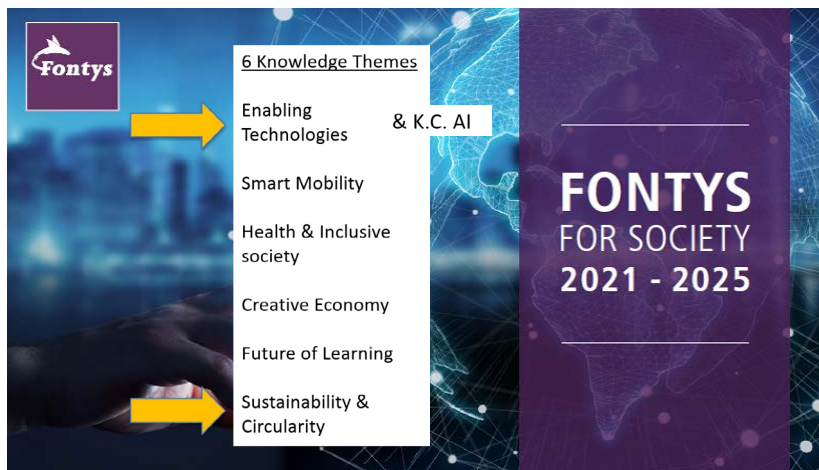 Fontys
6 Knowledge Themes
Enabling
Technologies
& K.C. AI
Smart Mobility
Health & Inclusive
society
Creative Economy
Future of Learning
Sustainability &
Circularity
FONTYS
FOR SOCIETY
2021 - 2025